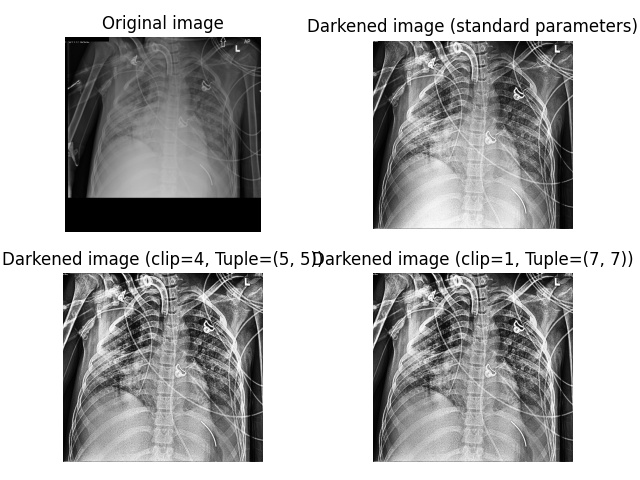 Original image
Darkened image (standard parameters)
L
L
Darkened image (clip=4, Tuple=(5, 5))
Darkened image (clip=1, Tuple=(7, 7))
L
L